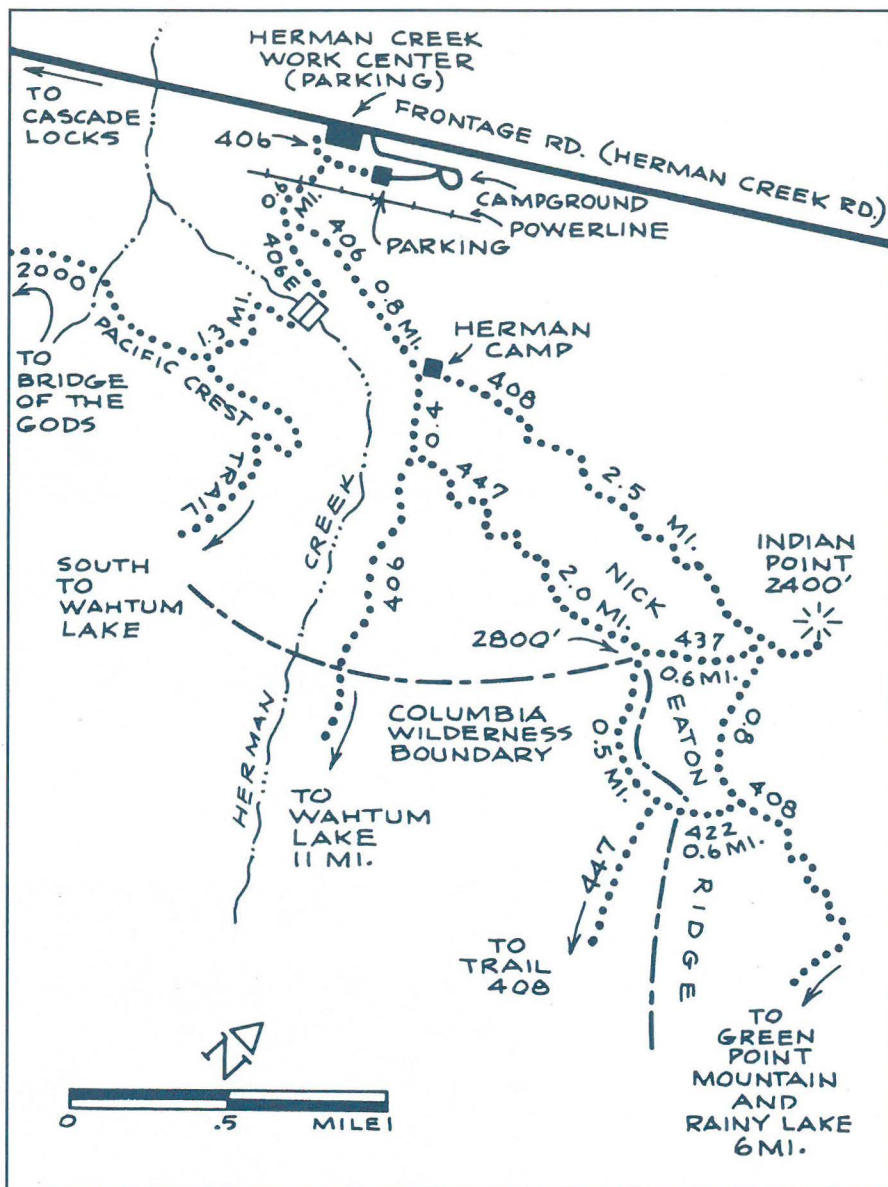 HERMAN CREEK
WORK CENTER
(PARKING)
TO
CASCADE
LOCKS
FRONTAGE RD. (HERMAN CREEK RD.)
406
CAMPGROUND
POWERLINE
PARKING
0.6
MI.
406E
406
0.8 MI.
2000
PACIFIC CREST
TRAIL
1.3 MI.
TO
BRIDGE
OF THE
GODS
HERMAN
CAMP
408
0.4
447
2.5
MI.
INDIAN
POINT
2400'
SOUTH
TO
WAHTUM
LAKE
HERMAN
CREEK
406
2.0 MI.
NICK
EATON
RIDGE
2800'
437
0.6 MI.
0.8
COLUMBIA
WILDERNESS
BOUNDARY
0.5 MI.
408
422
0.6 MI.
TO
WAHTUM
LAKE
11 MI.
447
TO
TRAIL
408
TO
GREEN
POINT
MOUNTAIN
AND
RAINY LAKE
6 MI.
N
0 .5 MILE 1